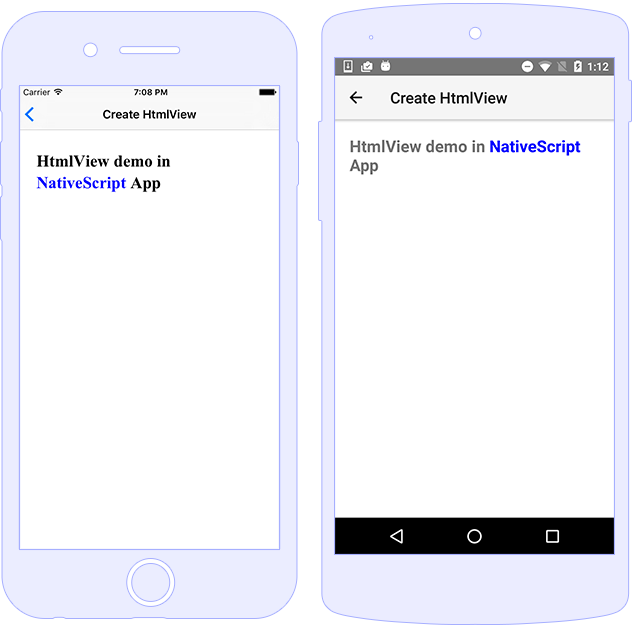 Carrier 7:08 PM
Create HtmlView
HtmlView demo in
NativeScript App
1:12
Create HtmlView
HtmlView demo in NativeScript
App